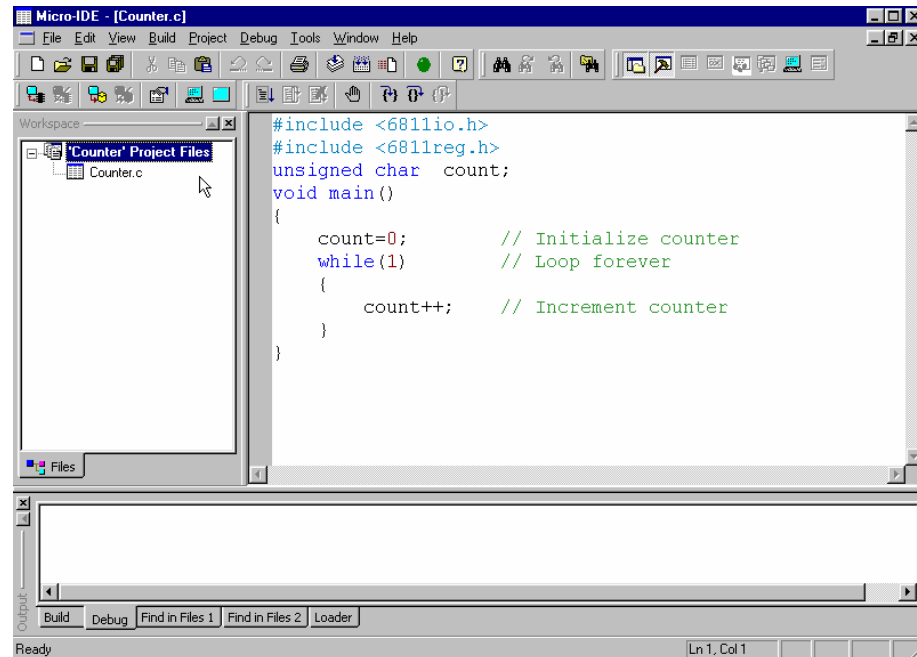 Micro-IDE - [Counter.c]
File Edit View Build Project Debug Tools Window Help
Workspace
'Counter' Project Files
Counter.c
Files
#include <6811io.h>
#include <6811reg.h>
unsigned char  count;
void main()
{
    count=0;        // Initialize counter
    while(1)        // Loop forever
    {
        count++;    // Increment counter
    }
}
Output
Build Debug Find in Files 1 Find in Files 2 Loader
Ready Ln 1, Col 1